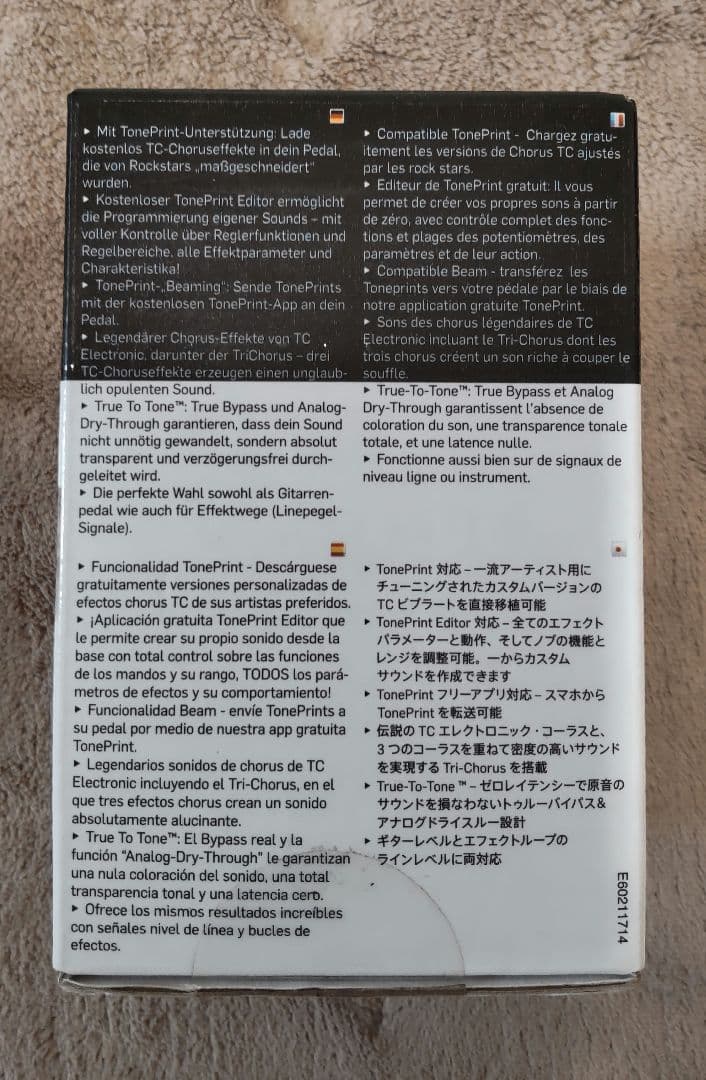 ▸ Mit TonePrint-Unterstützung: Lade
kostenlos TC-Choruseffekte in dein Pedal,
die von Rockstars „maßgeschneidert“
wurden.
▸ Kostenloser TonePrint Editor ermöglicht
die Programmierung eigener Sounds – mit
voller Kontrolle über Reglerfunktionen und
Regelbereiche, alle Effektparameter und
Charakteristika!
▸ TonePrint-„Beaming“: Sende TonePrints
mit der kostenlosen TonePrint-App an dein
Pedal.
▸ Legendärer Chorus-Effekte von TC
Electronic, darunter der TriChorus – drei
TC-Choruseffekte erzeugen einen unglaub-
lich opulenten Sound.
▸ True To Tone™: True Bypass und Analog-
Dry-Through garantieren, dass dein Sound
nicht unnötig gewandelt, sondern absolut
transparent und verzögerungsfrei durch-
geleitet wird.
▸ Die perfekte Wahl sowohl als Gitarren-
pedal wie auch für Effektwege (Linepegel-
Signale).
▸ Compatible TonePrint - Chargez gratu-
itement les versions de Chorus TC ajustés
par les rock stars.
▸ Editeur de TonePrint gratuit: Il vous
permet de créer vos propres sons à partir
de zéro, avec contrôle complet des fonc-
tions et plages des potentiomètres, des
paramètres et de leur action.
▸ Compatible Beam - transférez les
Toneprints vers votre pédale par le biais de
notre application gratuite TonePrint.
▸ Sons des chorus légendaires de TC
Electronic incluant le Tri-Chorus dont les
trois chorus créent un son riche à couper le
souffle.
▸ True-To-Tone™: True Bypass et Analog
Dry-Through garantissent l'absence de
coloration du son, une transparence tonale
totale, et une latence nulle.
▸ Fonctionne aussi bien sur de signaux de
niveau ligne ou instrument.
▸ Funcionalidad TonePrint - Descárguese
gratuitamente versiones personalizadas de
efectos chorus TC de sus artistas preferidos.
▸ ¡Aplicación gratuita TonePrint Editor que
le permite crear su propio sonido desde la
base con total control sobre las funciones
de los mandos y su rango, TODOS los pará-
metros de efectos y su comportamiento!
▸ Funcionalidad Beam - envíe TonePrints a
su pedal por medio de nuestra app gratuita
TonePrint.
▸ Legendarios sonidos de chorus de TC
Electronic incluyendo el Tri-Chorus, en el
que tres efectos chorus crean un sonido
absolutamente alucinante.
▸ True To Tone™: El Bypass real y la
función “Analog-Dry-Through” le garantizan
una nula coloración del sonido, una total
transparencia tonal y una latencia cero.
▸ Ofrece los mismos resultados increíbles
con señales nivel de línea y bucles de
efectos.
▸ TonePrint 対応 – 一流アーティスト用に
チューニングされたカスタムバージョンの
TC ビブラートを直接移植可能
▸ TonePrint Editor 対応 – 全てのエフェクト
パラメーターと動作、そしてノブの機能と
レンジを調整可能。一からカスタム
サウンドを作成できます
▸ TonePrint フリーアプリ対応 – スマホから
TonePrint を転送可能
▸ 伝説の TC エレクトロニック・コーラスと、
3 つのコーラスを重ねて密度の高いサウンド
を実現する Tri-Chorus を搭載
▸ True-To-Tone ™ – ゼロレイテンシーで原音の
サウンドを損なわないトゥルーバイパス&
アナログドライスルー設計
▸ ギターレベルとエフェクトループの
ラインレベルに両対応
E60211714